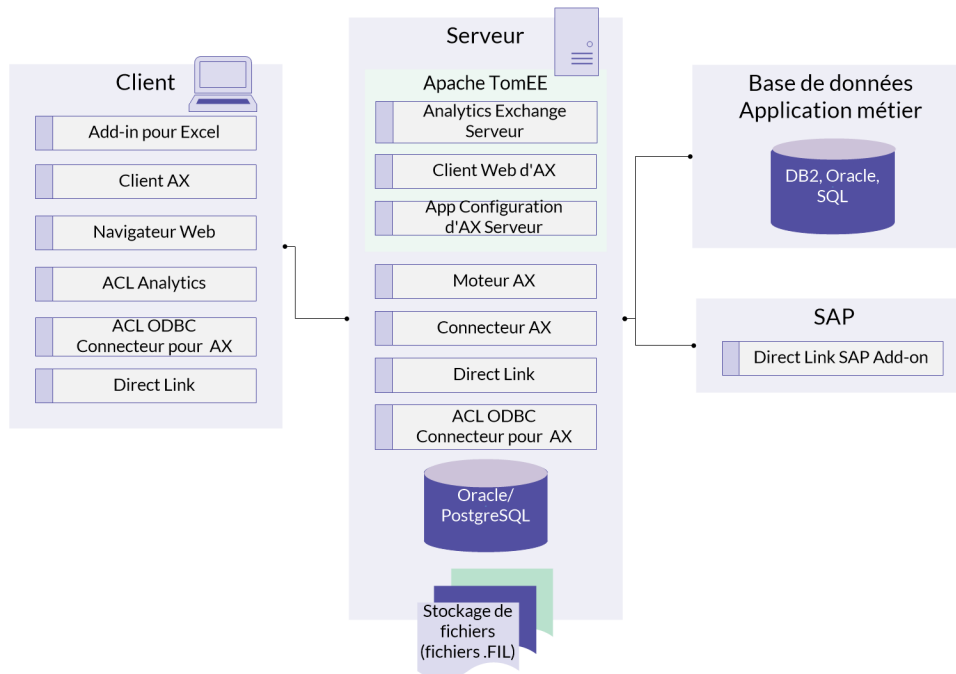 Client
Add-in pour Excel
Client AX
Navigateur Web
ACL Analytics
ACL ODBC
Connecteur pour AX
Direct Link
Serveur
Apache TomEE
Analytics Exchange
Serveur
Client Web d'AX
App Configuration
d'AX Serveur
Moteur AX
Connecteur AX
Direct Link
ACL ODBC
Connecteur pour AX
Oracle/
PostgreSQL
Stockage de
fichiers
(fichiers .FIL)
Base de données
Application métier
DB2, Oracle,
SQL
SAP
Direct Link SAP Add-on